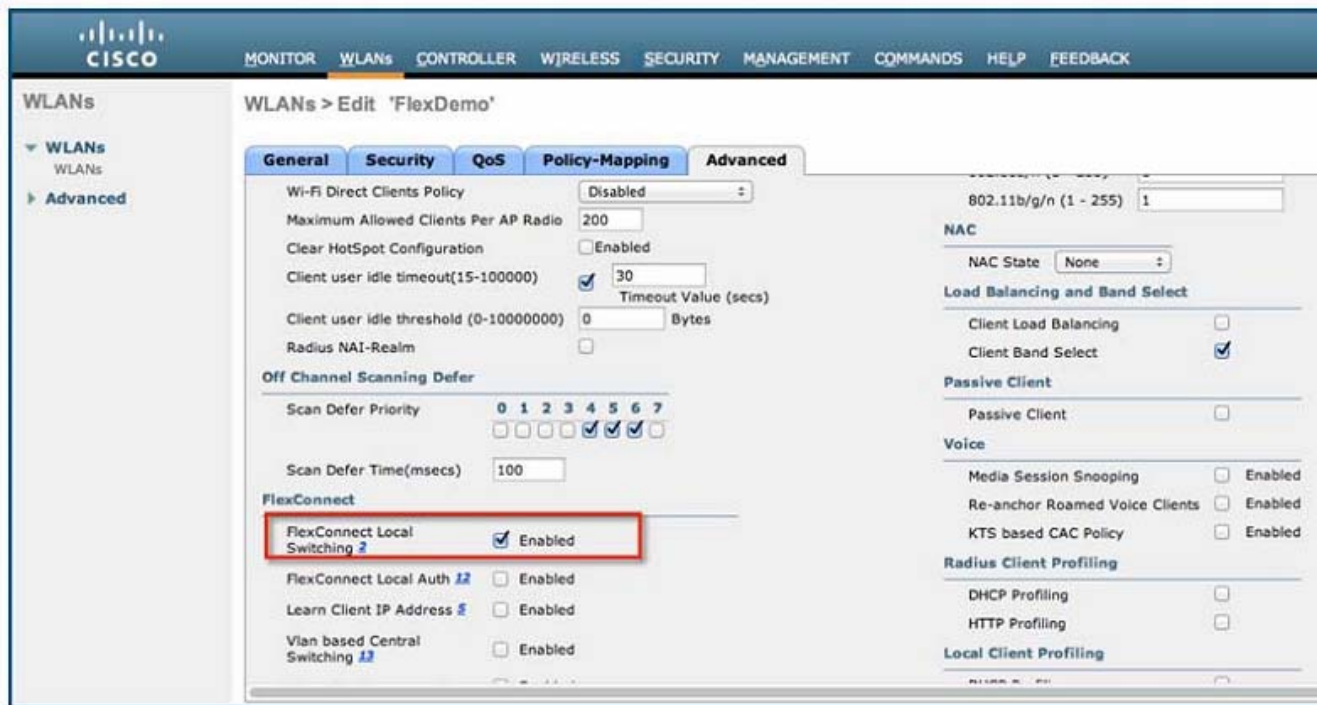 CISCO
MONITOR WLANs CONTROLLER WIRELESS SECURITY MANAGEMENT COMMANDS HELP FEEDBACK
WLANs
WLANs
WLANs
Advanced
WLANs > Edit 'FlexDemo'
General Security QoS Policy-Mapping Advanced
Wi-Fi Direct Clients Policy Disabled
Maximum Allowed Clients Per AP Radio 200
Clear HotSpot Configuration Enabled
Client user idle timeout(15-100000) 30
Timeout Value (secs)
Client user idle threshold (0-10000000) 0 Bytes
Radius NAI-Realm
Off Channel Scanning Defer
Scan Defer Priority 0 1 2 3 4 5 6 7
Scan Defer Time(msecs) 100
FlexConnect
FlexConnect Local
Switching 2 Enabled
FlexConnect Local Auth 12 Enabled
Learn Client IP Address 5 Enabled
Vlan based Central
Switching 13 Enabled
802.11b/g/n (1 - 255) 1
NAC
NAC State None
Load Balancing and Band Select
Client Load Balancing
Client Band Select
Passive Client
Passive Client
Voice
Media Session Snooping Enabled
Re-anchor Roamed Voice Clients Enabled
KTS based CAC Policy Enabled
Radius Client Profiling
DHCP Profiling
HTTP Profiling
Local Client Profiling